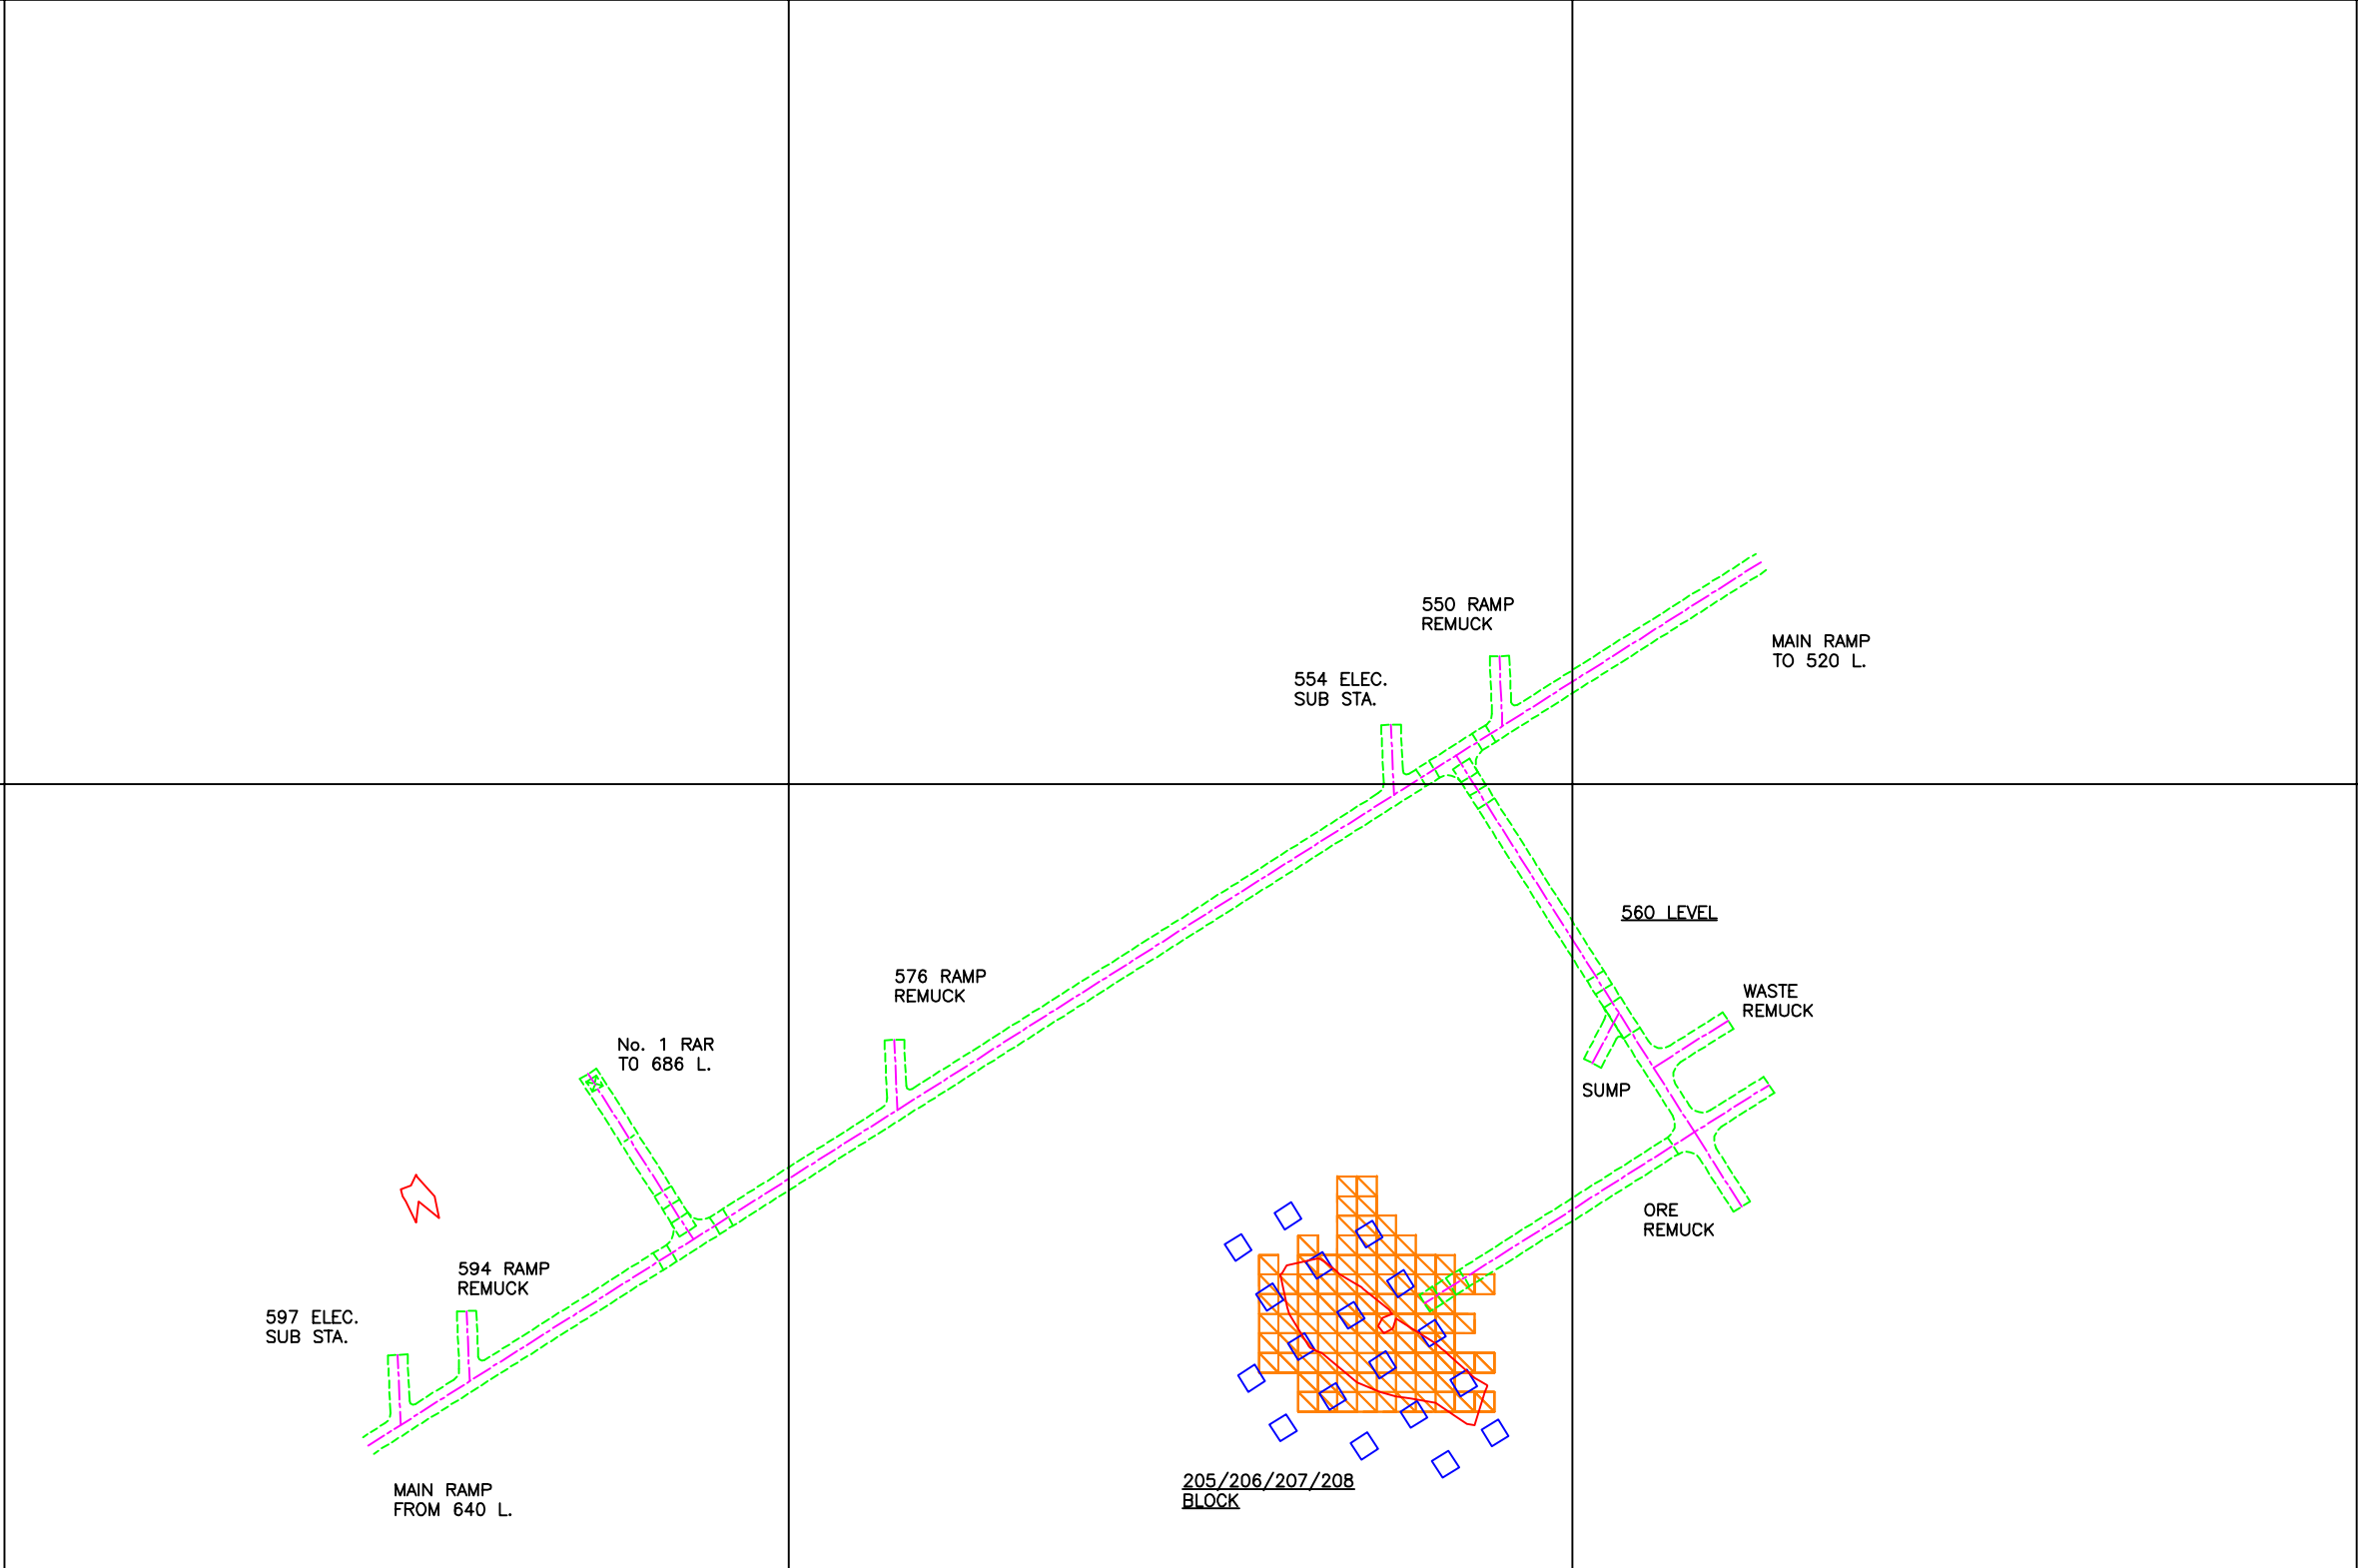 550 RAMP
REMUCK
MAIN RAMP
TO 520 L.
554 ELEC.
SUB STA.
560 LEVEL
576 RAMP
REMUCK
WASTE
REMUCK
No. 1 RAR
TO 686 L.
SUMP
ORE
REMUCK
594 RAMP
REMUCK
597 ELEC.
SUB STA.
205/206/207/208
BLOCK
MAIN RAMP
FROM 640 L.